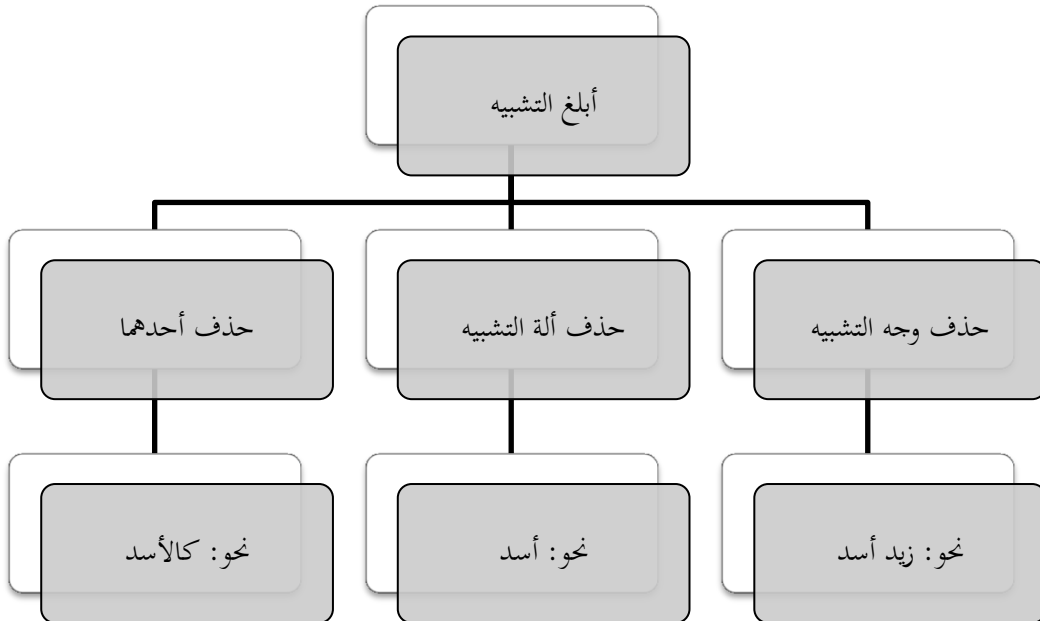 أبلغ التشبيه
حذف وجه التشبيه
حذف ألة التشبيه
حذف أحدهما
نحو: زيد أسد
نحو: أسد
نحو: كالأسد